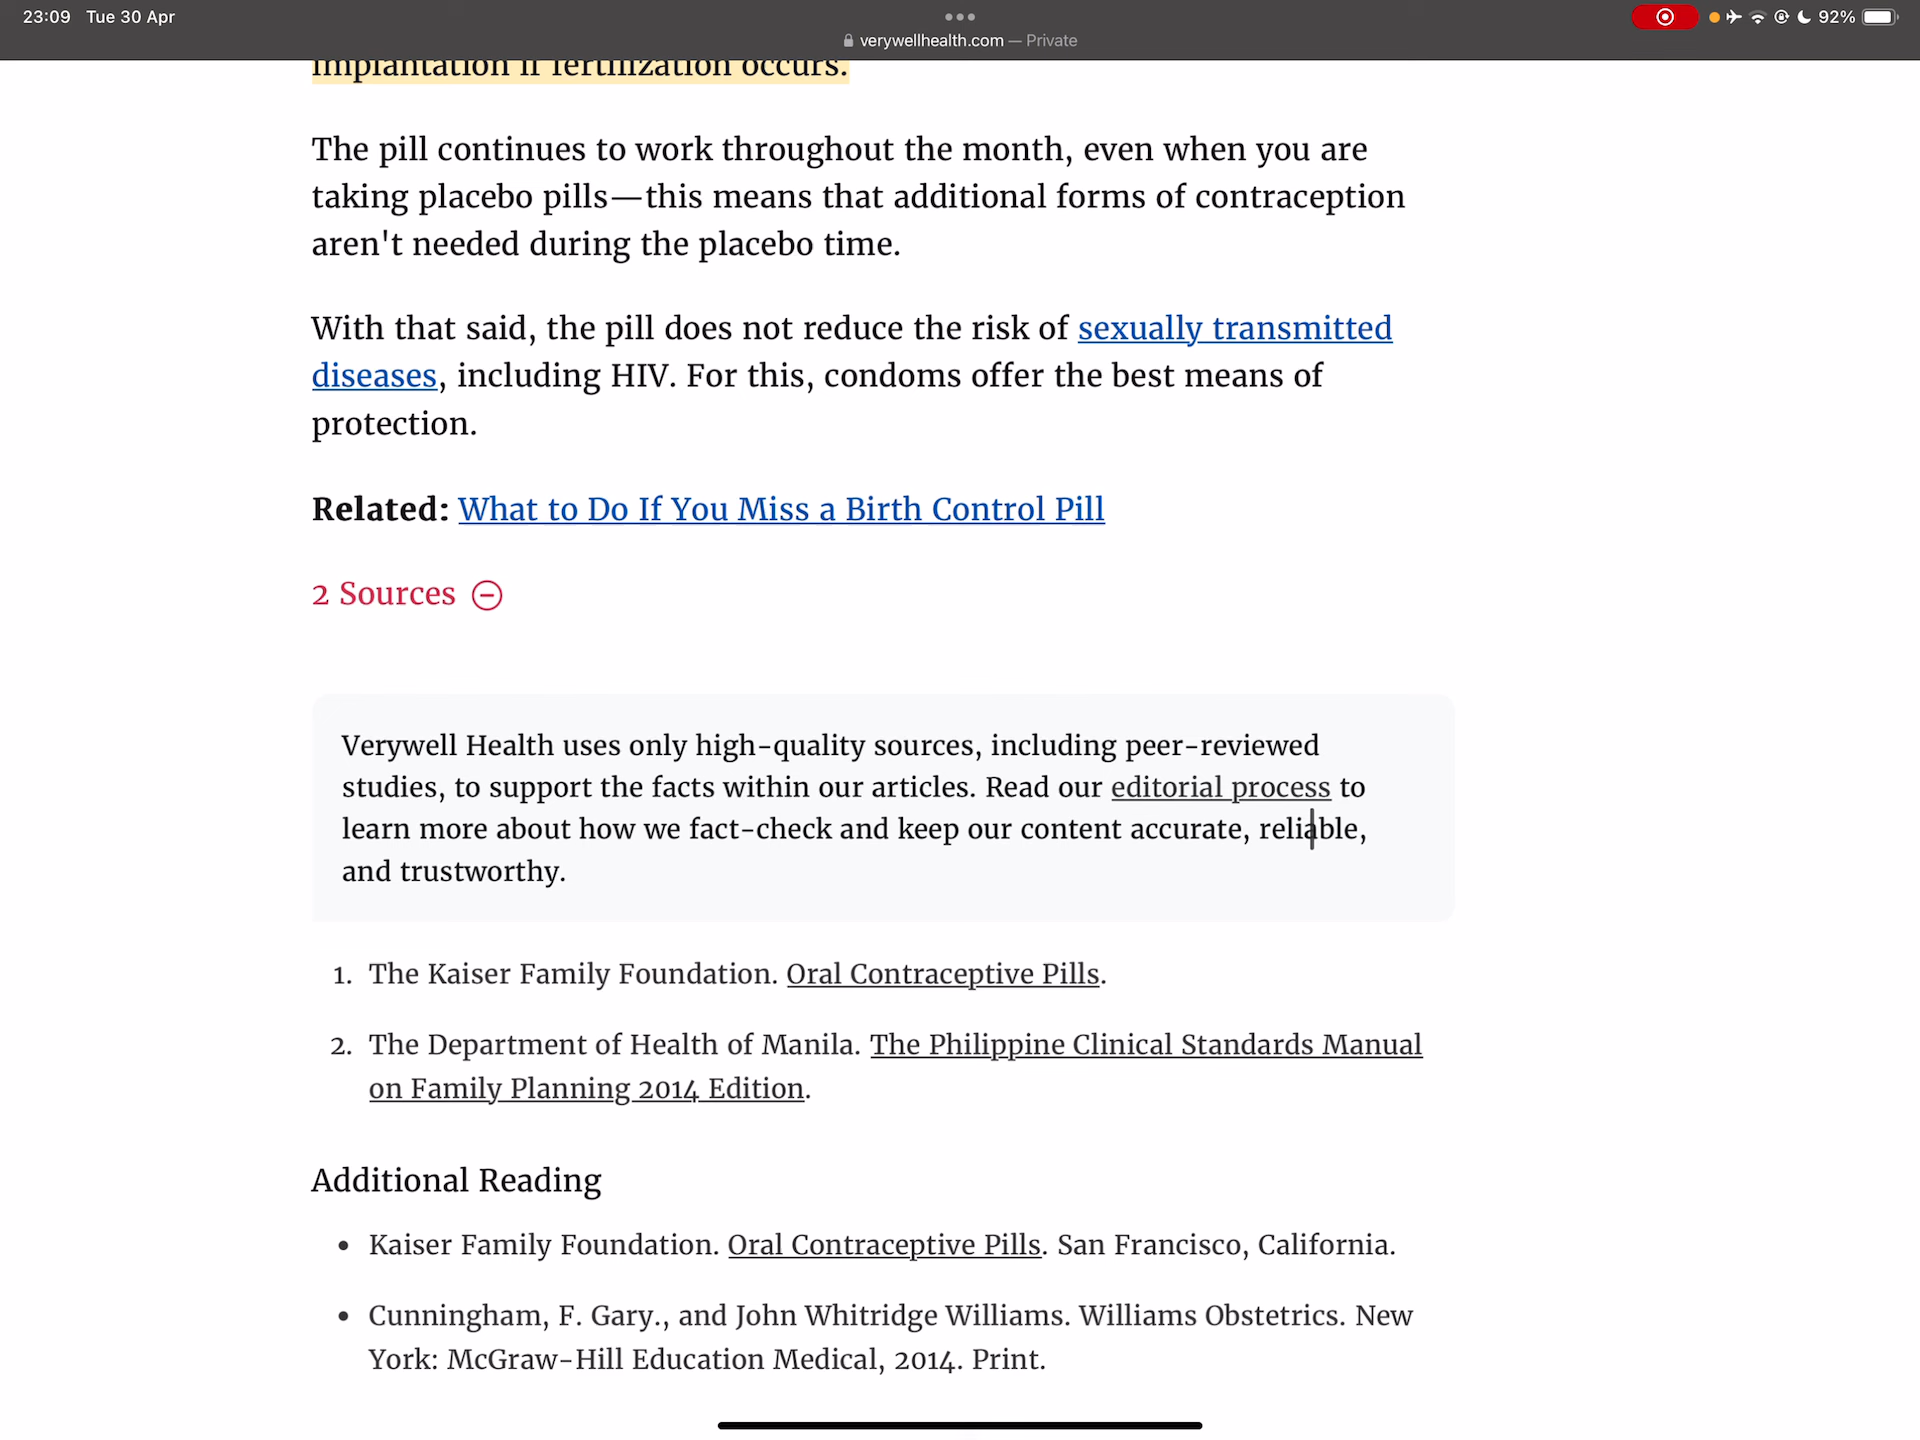 23:09 Tue 30 Apr
92%
verywellhealth.com — Private
implantation if fertilization occurs.
The pill continues to work throughout the month, even when you are
taking placebo pills—this means that additional forms of contraception
aren't needed during the placebo time.
With that said, the pill does not reduce the risk of sexually transmitted
diseases, including HIV. For this, condoms offer the best means of
protection.
Related: What to Do If You Miss a Birth Control Pill
2 Sources
Verywell Health uses only high-quality sources, including peer-reviewed
studies, to support the facts within our articles. Read our editorial process to
learn more about how we fact-check and keep our content accurate, reliable,
and trustworthy.
1. The Kaiser Family Foundation. Oral Contraceptive Pills.
2. The Department of Health of Manila. The Philippine Clinical Standards Manual
on Family Planning 2014 Edition.
Additional Reading
• Kaiser Family Foundation. Oral Contraceptive Pills. San Francisco, California.
• Cunningham, F. Gary., and John Whitridge Williams. Williams Obstetrics. New
York: McGraw-Hill Education Medical, 2014. Print.